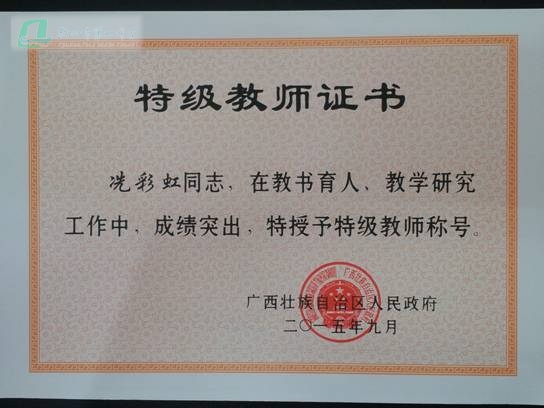 特级教师证书
冼彩虹同志，在教书育人、教学研究
工作中，成绩突出，特授予特级教师称号。
广西壮族自治区人民政府
二〇一五年九月